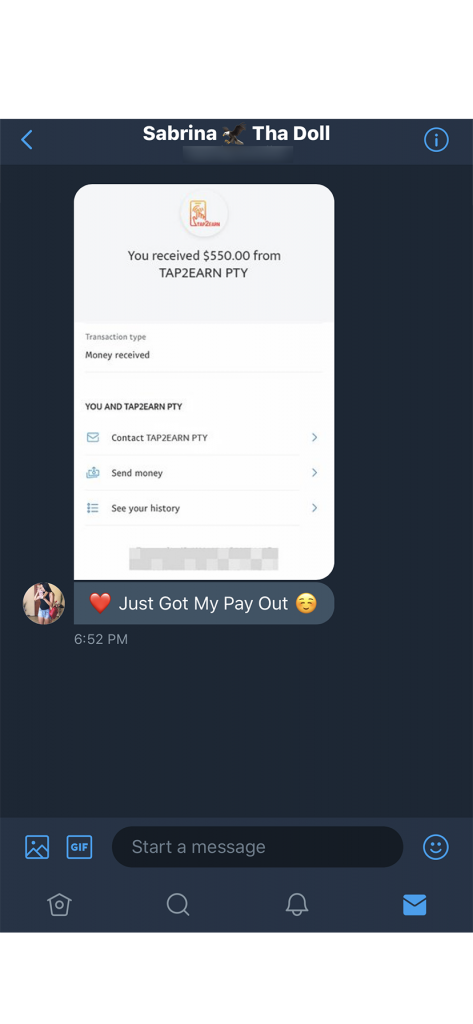 Sabrina 🦅 Tha Doll
TAP2EARN
You received $550.00 from
TAP2EARN PTY
Transaction type
Money received
YOU AND TAP2EARN PTY
Contact TAP2EARN PTY
Send money
See your history
❤️ Just Got My Pay Out ☺️
6:52 PM
GIF
Start a message